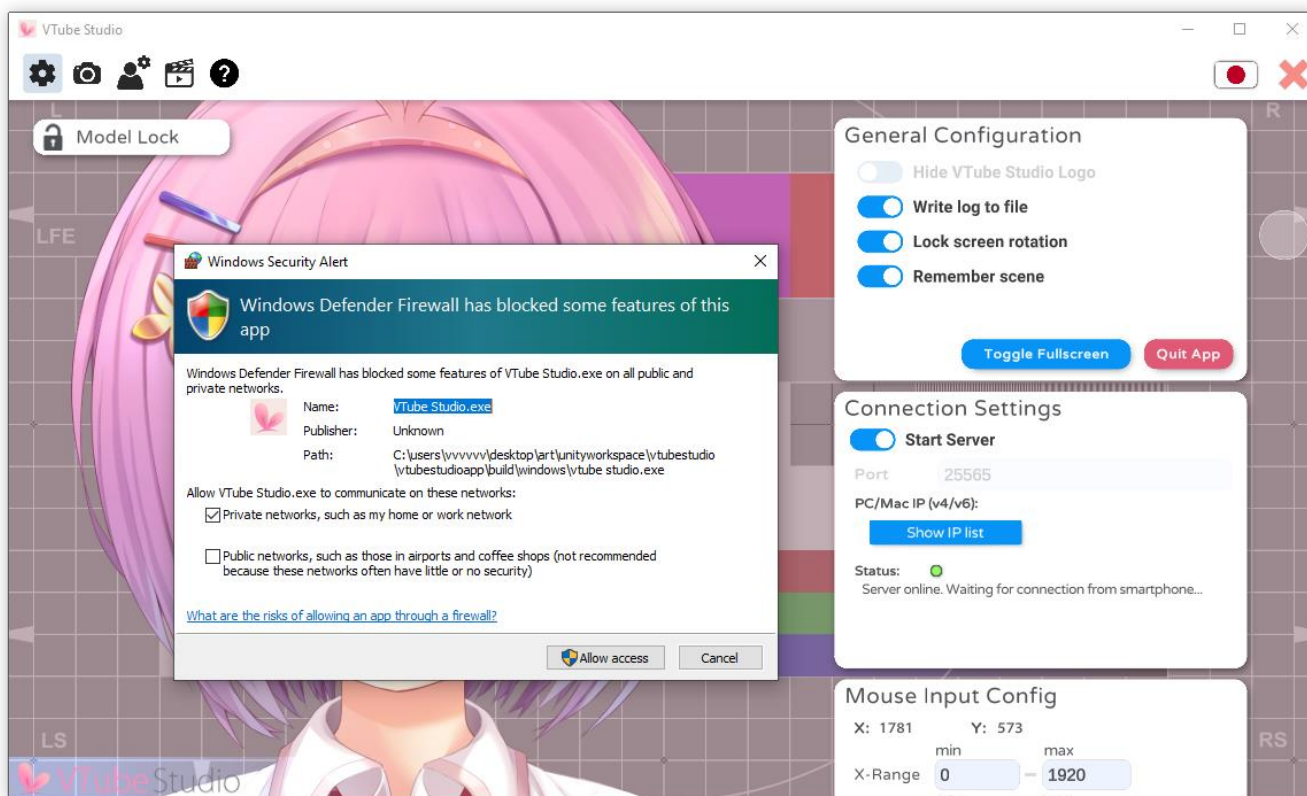 VTube Studio
L
R
Model Lock
LFE
General Configuration
Hide VTube Studio Logo
Write log to file
Lock screen rotation
Remember scene
Toggle Fullscreen
Quit App
Windows Security Alert
Windows Defender Firewall has blocked some features of this
app
Windows Defender Firewall has blocked some features of VTube Studio.exe on all public and
private networks.
Name: VTube Studio.exe
Publisher: Unknown
Path: C:\users\vvvvvv\desktop\art\unityworkspace\vtubestudio
\vtubestudioapp\build\windows\vtube studio.exe
Allow VTube Studio.exe to communicate on these networks:
Private networks, such as my home or work network
Public networks, such as those in airports and coffee shops (not recommended
because these networks often have little or no security)
What are the risks of allowing an app through a firewall?
Allow access
Cancel
Connection Settings
Start Server
Port 25565
PC/Mac IP (v4/v6):
Show IP list
Status:
Server online. Waiting for connection from smartphone...
Mouse Input Config
X: 1781 Y: 573
min max
X-Range 0 – 1920
LS
RS
VTube Studio